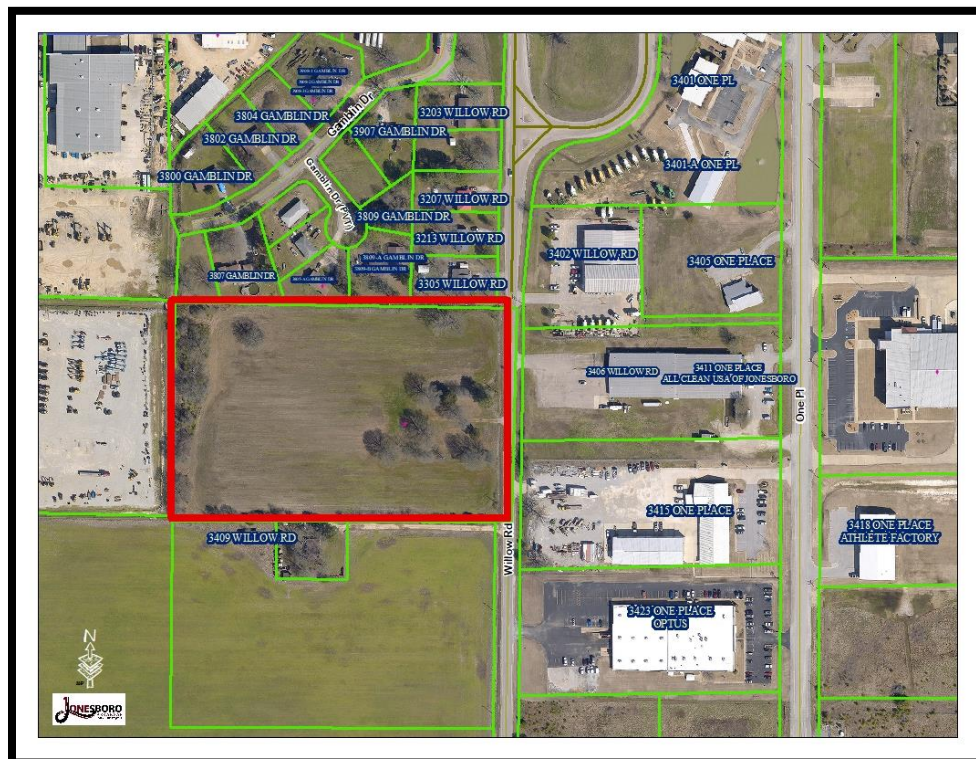 3401 ONE PL
3804 GAMBLIN DR
Gamblin Dr
3203 WILLOW RD
3802 GAMBLIN DR
3907 GAMBLIN DR
3401-A ONE PL
3800 GAMBLIN DR
3207 WILLOW RD
3809 GAMBLIN DR
3213 WILLOW RD
3402 WILLOW RD
3405 ONE PLACE
3807 GAMBLIN DR
3809-A GAMBLIN DR
3305 WILLOW RD
3406 WILLOW RD
3411 ONE PLACE
ALL CLEAN USA OF JONESBORO
One Pl
3409 WILLOW RD
Willow Rd
3415 ONE PLACE
3418 ONE PLACE
ATHLETE FACTORY
3423 ONE PLACE
OPTUS
N
JONESBORO